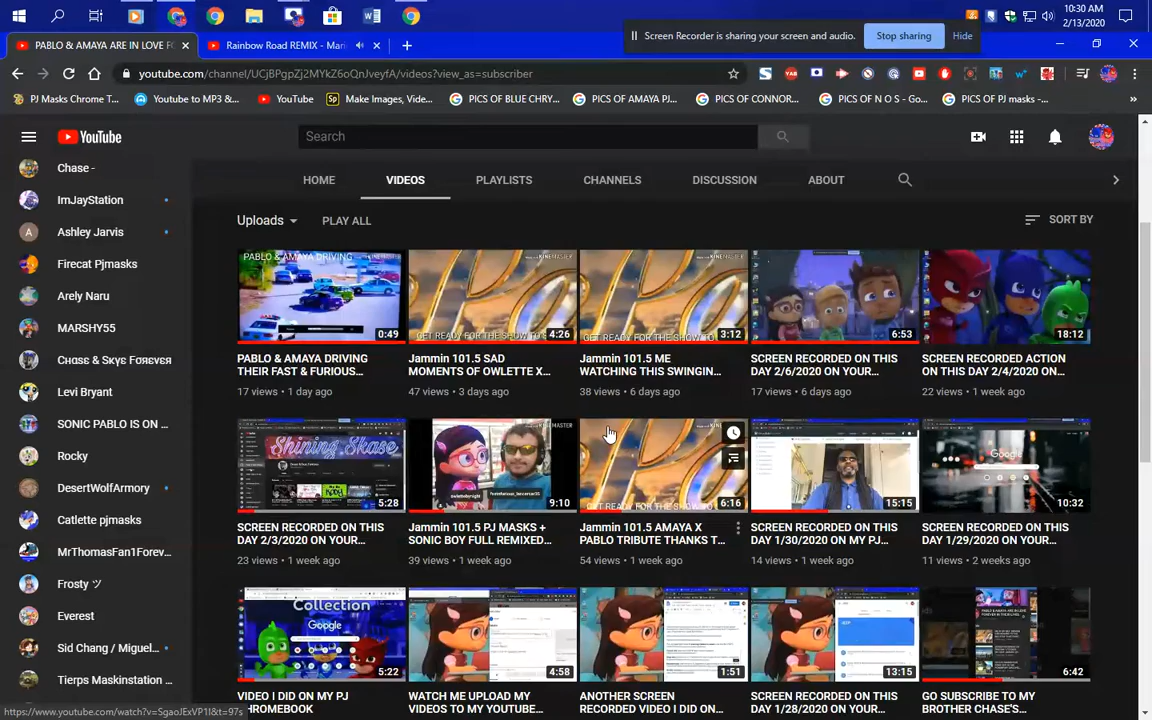 10:30 AM
2/13/2020
PABLO & AMAYA ARE IN LOVE F
Rainbow Road REMIX - Mari
Screen Recorder is sharing your screen and audio.
Stop sharing
Hide
youtube.com/channel/UCjBPgpZj2MYkZ6oQnJveyfA/videos?view_as=subscriber
PJ Masks Chrome T...
Youtube to MP3 &...
YouTube
Make Images, Vide...
PICS OF BLUE CHRY...
PICS OF AMAYA PJ...
PICS OF CONNOR...
PICS OF N O S - Go...
PICS OF PJ masks -...
YouTube
Search
Chase -
ImJayStation
Ashley Jarvis
Firecat Pjmasks
Arely Naru
MARSHY55
Cʜαsε & Sκүε Fοʀενεʀ
Levi Bryant
SONIC PABLO IS ON ...
Rocky
DesertWolfArmory
Catlette pjmasks
MrThomasFan1Forev...
Frosty ツ
Everest
Sid Chang / Miguel...
Tierps Maskinstation ...
HOME
VIDEOS
PLAYLISTS
CHANNELS
DISCUSSION
ABOUT
Uploads
PLAY ALL
SORT BY
PABLO & AMAYA DRIVING
0:49
GET READY FOR THE SHOW TO S
4:26
GET READY FOR THE SHOW TO
3:12
6:53
18:12
PABLO & AMAYA DRIVING
THEIR FAST & FURIOUS...
17 views • 1 day ago
Jammin 101.5 SAD
MOMENTS OF OWLETTE X...
47 views • 3 days ago
Jammin 101.5 ME
WATCHING THIS SWINGIN...
38 views • 6 days ago
SCREEN RECORDED ON THIS
DAY 2/6/2020 ON YOUR...
17 views • 6 days ago
SCREEN RECORDED ACTION
ON THIS DAY 2/4/2020 ON...
22 views • 1 week ago
Shining Skase
5:28
9:10
GET READY FOR THE SHOW TO
6:16
15:15
Google
10:32
SCREEN RECORDED ON THIS
DAY 2/3/2020 ON YOUR...
23 views • 1 week ago
Jammin 101.5 PJ MASKS +
SONIC BOY FULL REMIXED...
39 views • 1 week ago
Jammin 101.5 AMAYA X
PABLO TRIBUTE THANKS T...
54 views • 1 week ago
SCREEN RECORDED ON THIS
DAY 1/30/2020 ON MY PJ...
14 views • 1 week ago
SCREEN RECORDED ON THIS
DAY 1/29/2020 ON YOUR...
11 views • 2 weeks ago
Collection
Google
5:22
4:58
1:51
13:15
6:42
VIDEO I DID ON MY PJ
CHROMEBOOK
WATCH ME UPLOAD MY
VIDEOS TO MY YOUTUBE...
ANOTHER SCREEN
RECORDED VIDEO I DID ON...
SCREEN RECORDED ON THIS
DAY 1/28/2020 ON YOUR...
GO SUBSCRIBE TO MY
BROTHER CHASE'S...
https://www.youtube.com/watch?v=SgaoJExVP1I&t=97s